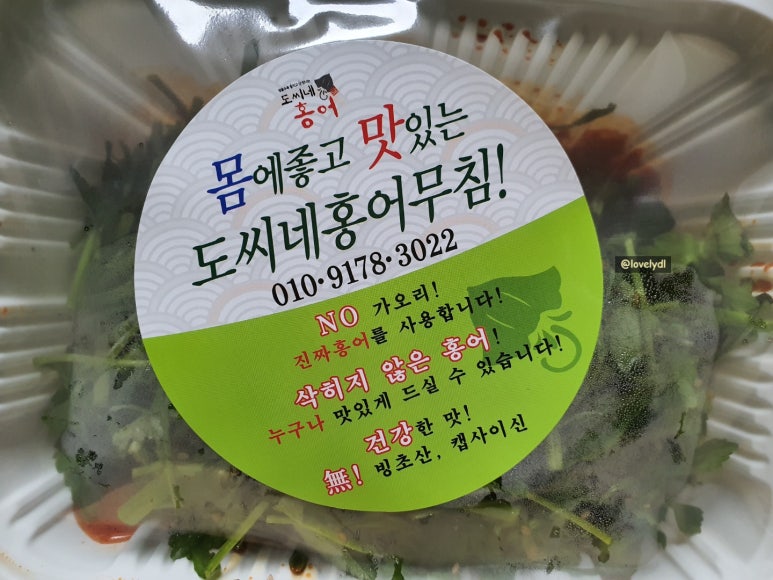 도씨네
홍어
몸에좋고 맛있는
도씨네홍어무침!
010·9178·3022
@lovelydl
NO 가오리!
진짜홍어를 사용합니다!
삭히지 않은 홍어!
누구나 맛있게 드실 수 있습니다!
건강한 맛!
無! 빙초산, 캡사이신